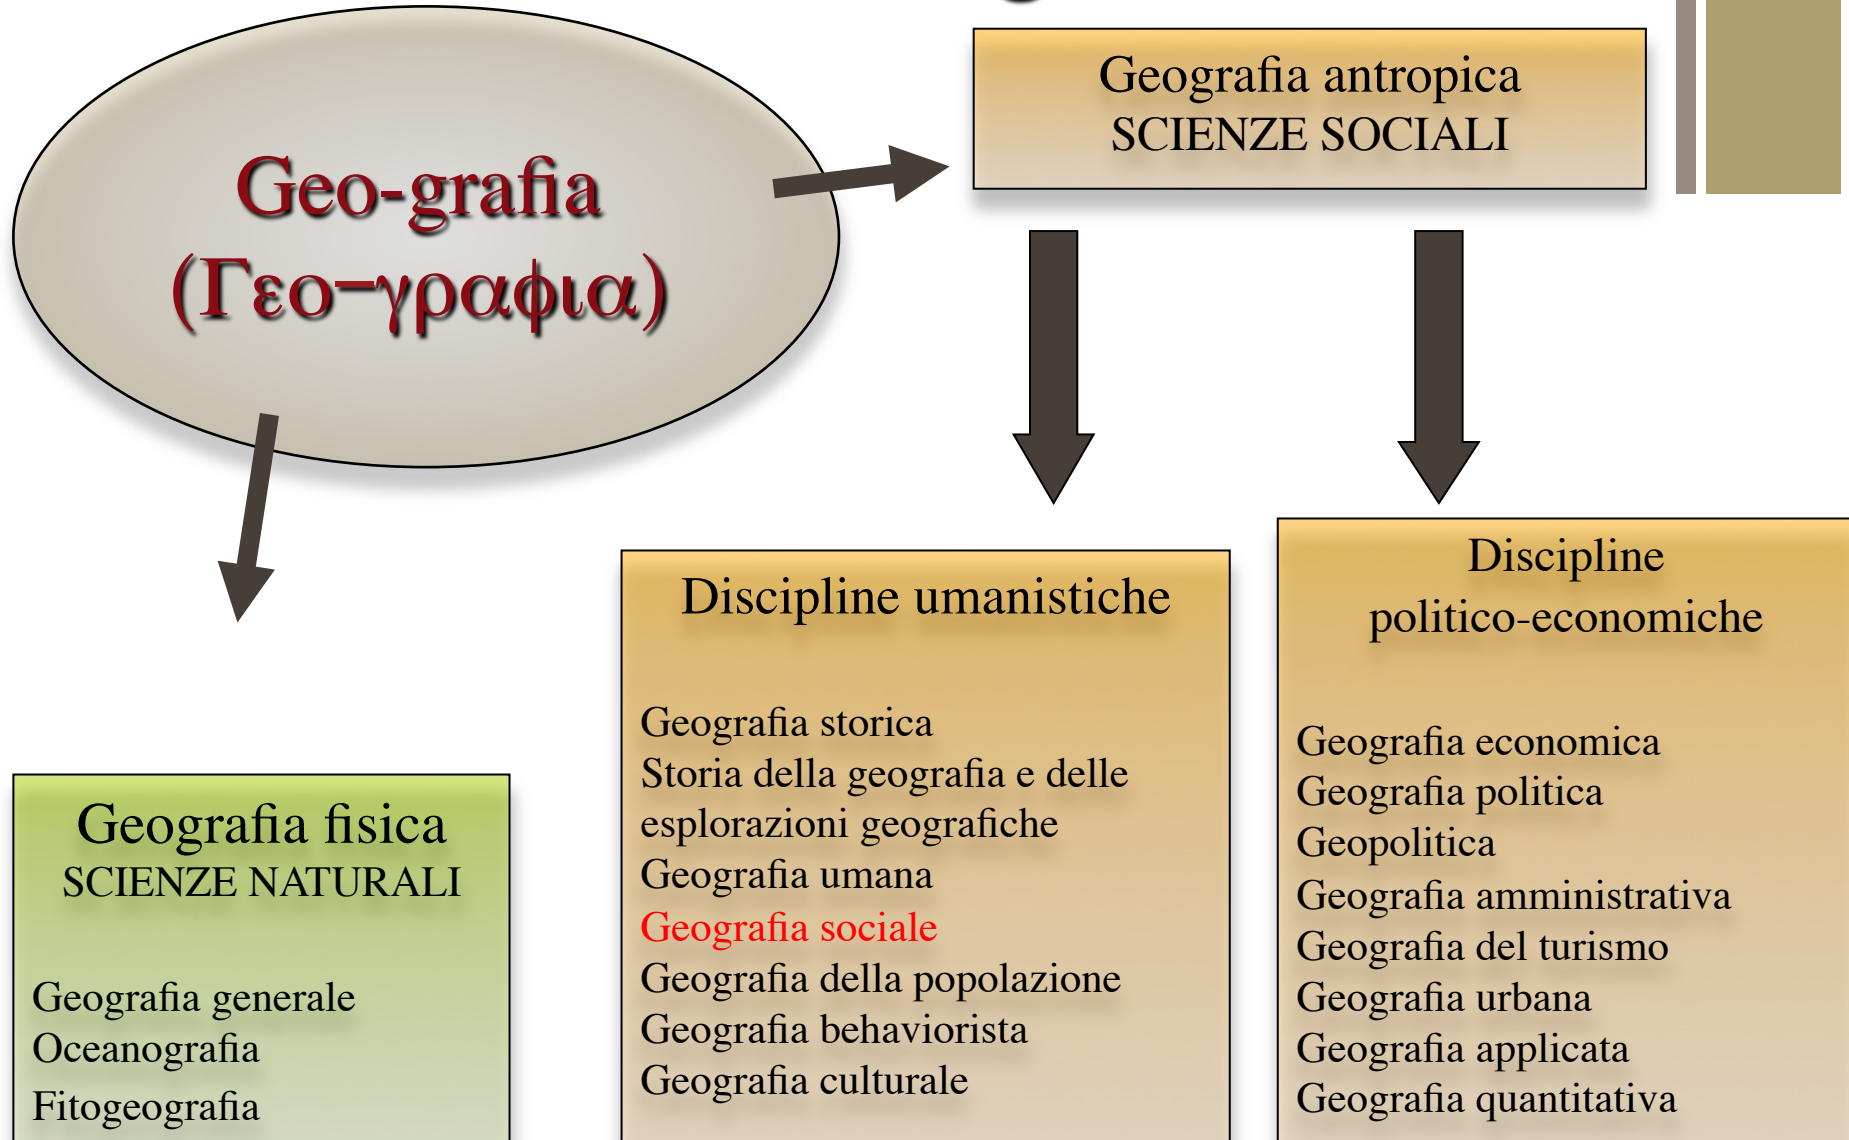 Geo-grafia
(Γεο–γραφια)
Geografia antropica
SCIENZE SOCIALI
Geografia fisica
SCIENZE NATURALI
Geografia generale
Oceanografia
Fitogeografia
Discipline umanistiche
Geografia storica
Storia della geografia e delle
esplorazioni geografiche
Geografia umana
Geografia sociale
Geografia della popolazione
Geografia behaviorista
Geografia culturale
Discipline
politico-economiche
Geografia economica
Geografia politica
Geopolitica
Geografia amministrativa
Geografia del turismo
Geografia urbana
Geografia applicata
Geografia quantitativa